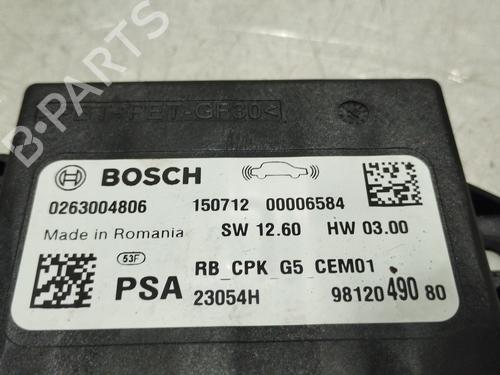 >PBT+PET-GF30<
BOSCH
0263004806 150712 00006584
Made in Romania SW 12.60 HW 03.00
53F RB_CPK_G5_CEM01
PSA 23054H 98120 490 80
B-PARTS